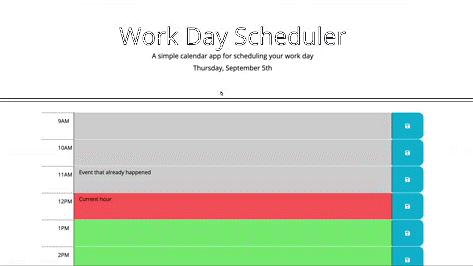 Work Day Scheduler
A simple calendar app for scheduling your work day
Thursday, September 5th
9AM
10AM
11AM Event that already happened
12PM Current hour
1PM
2PM